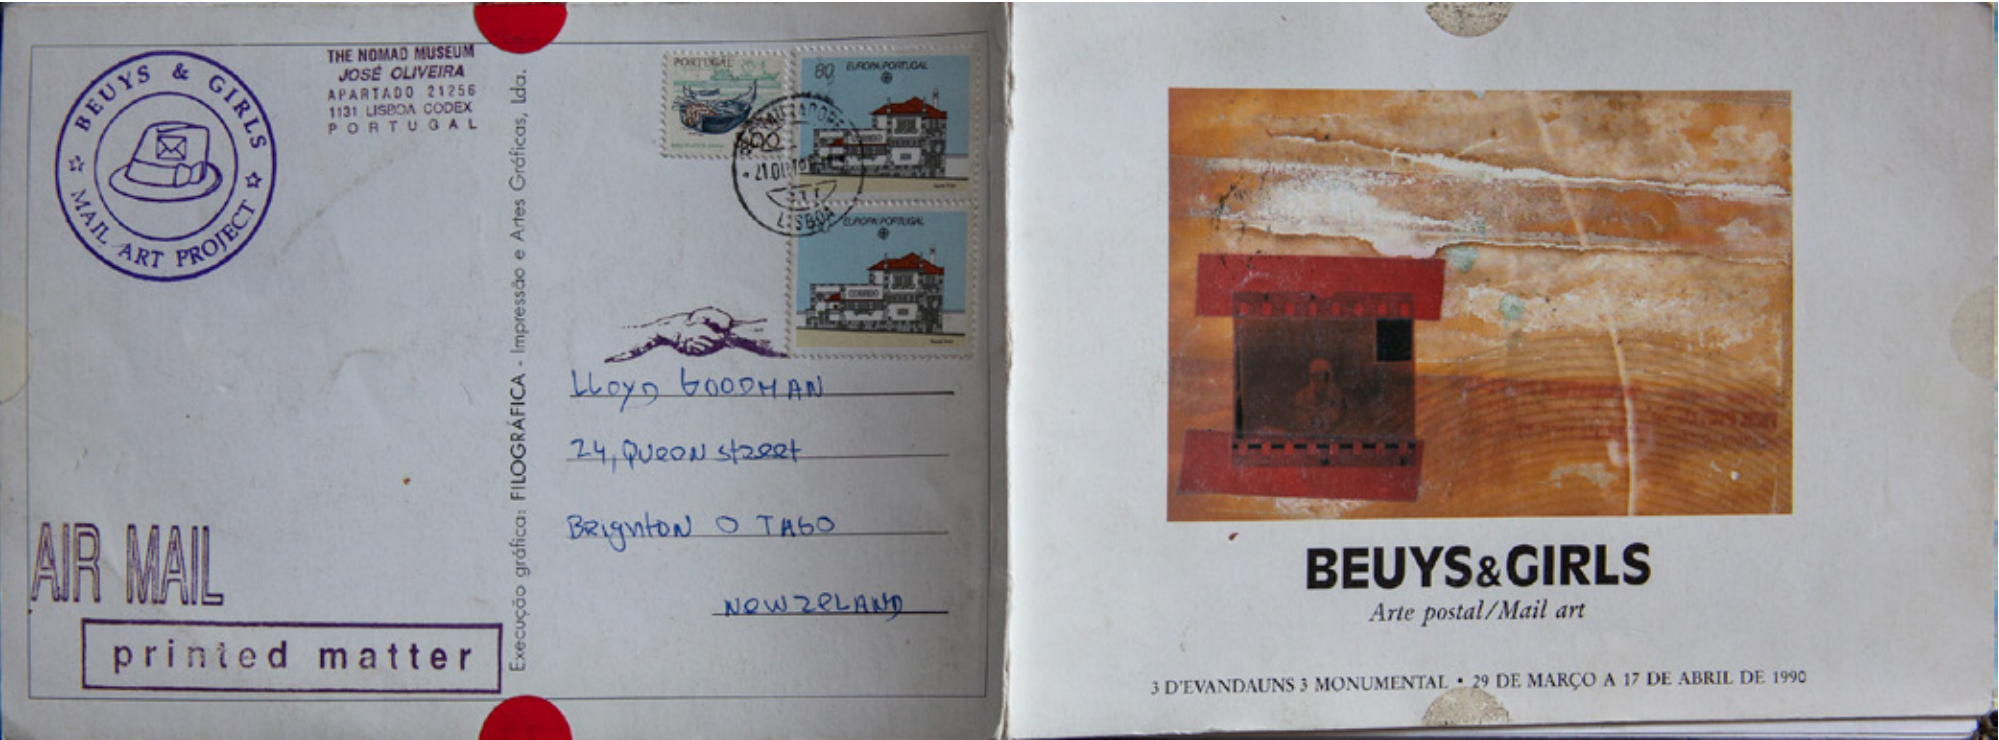 BEUYS & GIRLS
MAIL ART PROJECT
THE NOMAD MUSEUM
JOSÉ OLIVEIRA
APARTADO 21256
1131 LISBOA CODEX
PORTUGAL
AIR MAIL
printed matter
Execução gráfica: FILOGRÁFICA - Impressão e Artes Gráficas, Lda.
PORTUGAL
80 EUROPA PORTUGAL
LISBOA
EUROPA PORTUGAL
CORREIO
LLOYD GOODMAN
24, QUEEN street
BRIGHTON OTAGO
NEWZELAND
BEUYS&GIRLS
Arte postal/Mail art
3 D'EVANDAUNS 3 MONUMENTAL • 29 DE MARÇO A 17 DE ABRIL DE 1990